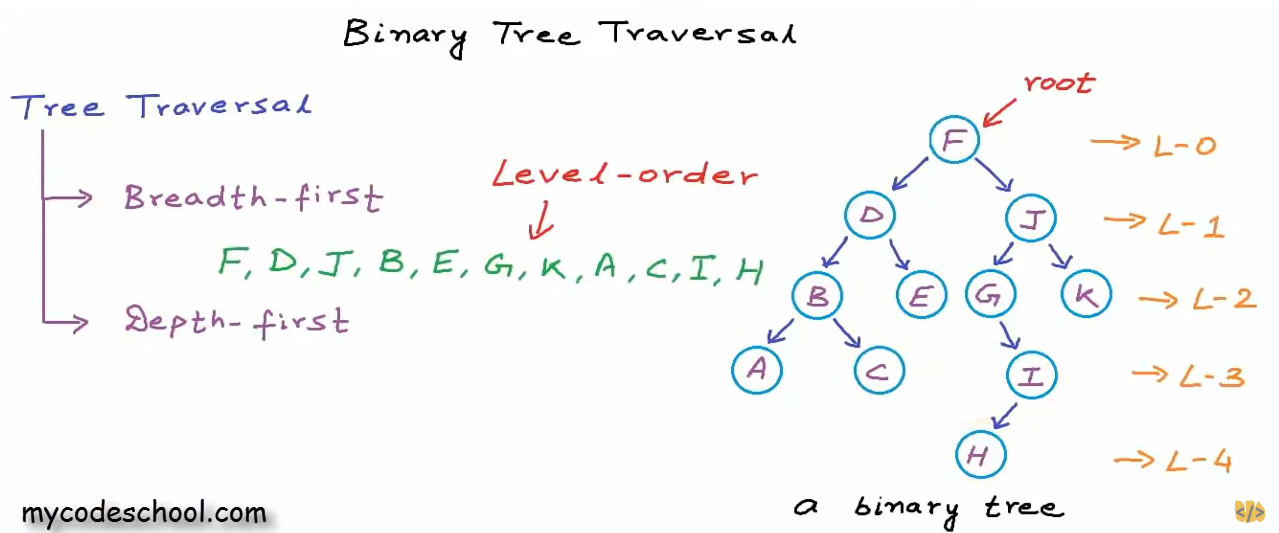 Binary Tree Traversal
Tree Traversal
Breadth-first
Level-order
F, D, J, B, E, G, K, A, C, I, H
Depth-first
root
F
L-0
D
J
L-1
B
E
G
K
L-2
A
C
I
L-3
H
L-4
a binary tree
mycodeschool.com
</>